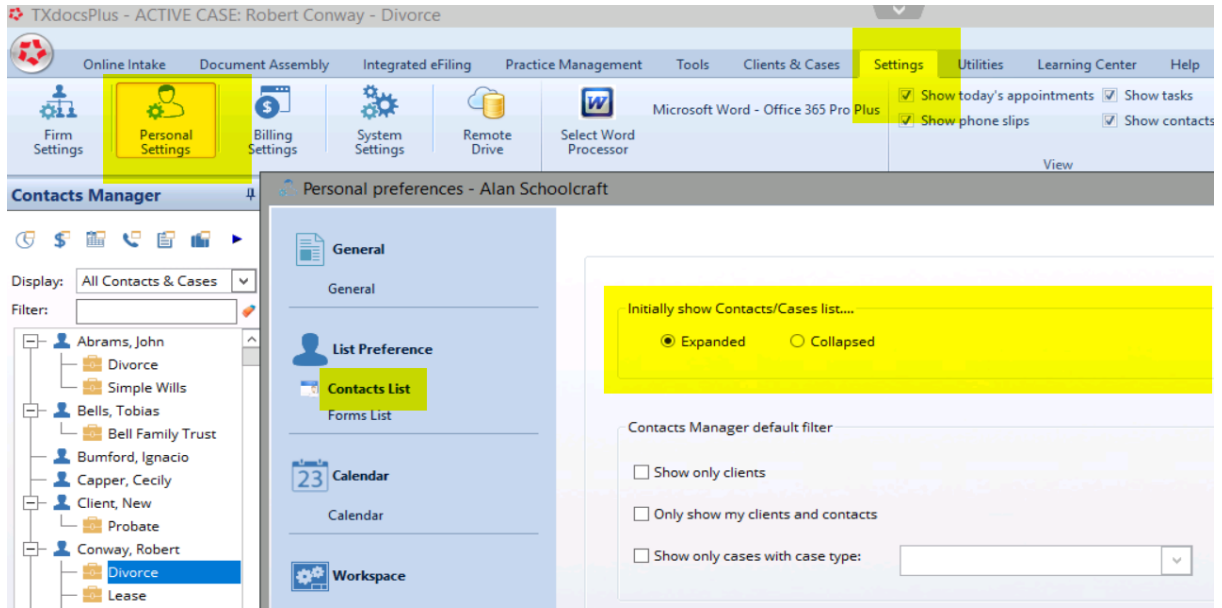 TXdocsPlus - ACTIVE CASE: Robert Conway - Divorce
Online Intake Document Assembly Integrated eFiling Practice Management Tools Clients & Cases Settings Utilities Learning Center Help
Firm Settings
Personal Settings
Billing Settings
System Settings
Remote Drive
Select Word Processor
W
Microsoft Word - Office 365 Pro Plus
Show today's appointments Show tasks
Show phone slips Show contacts
View
Contacts Manager
Display: All Contacts & Cases
Filter:
Abrams, John
Divorce
Simple Wills
Bells, Tobias
Bell Family Trust
Bumford, Ignacio
Capper, Cecily
Client, New
Probate
Conway, Robert
Divorce
Lease
Personal preferences - Alan Schoolcraft
General
General
List Preference
Contacts List
Forms List
23 Calendar
Calendar
Workspace
Initially show Contacts/Cases list....
Expanded Collapsed
Contacts Manager default filter
Show only clients
Only show my clients and contacts
Show only cases with case type: